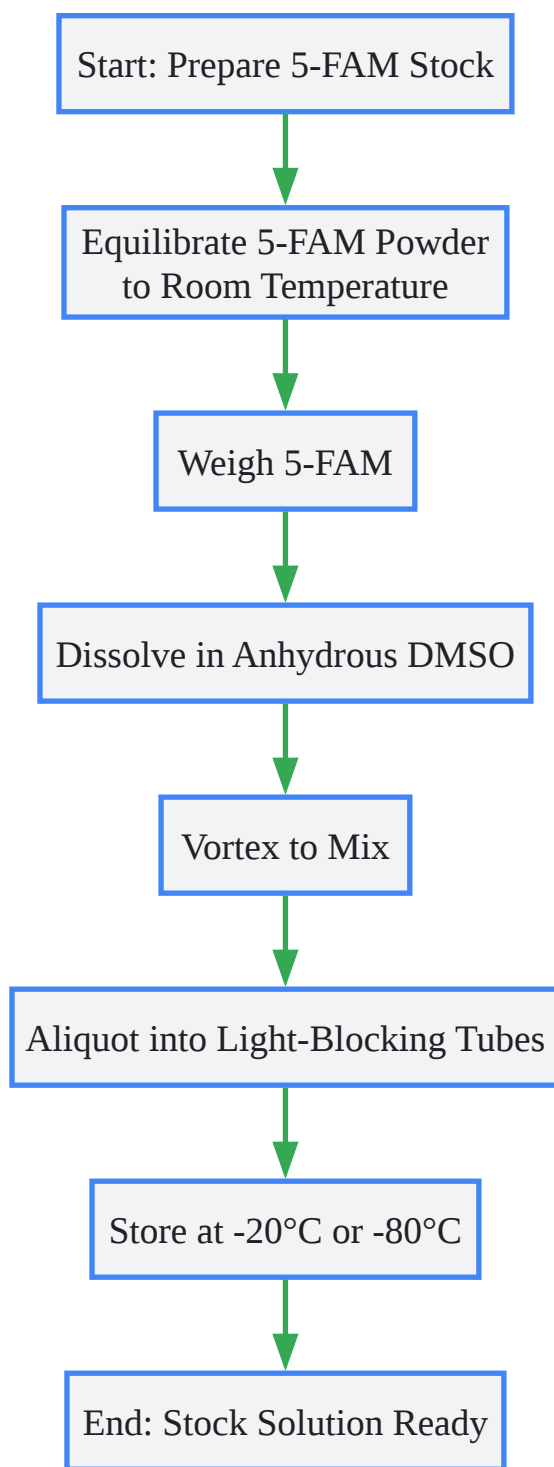 Start: Prepare 5-FAM Stock
Equilibrate 5-FAM Powder
to Room Temperature
Weigh 5-FAM
Dissolve in Anhydrous DMSO
Vortex to Mix
Aliquot into Light-Blocking Tubes
Store at -20°C or -80°C
End: Stock Solution Ready